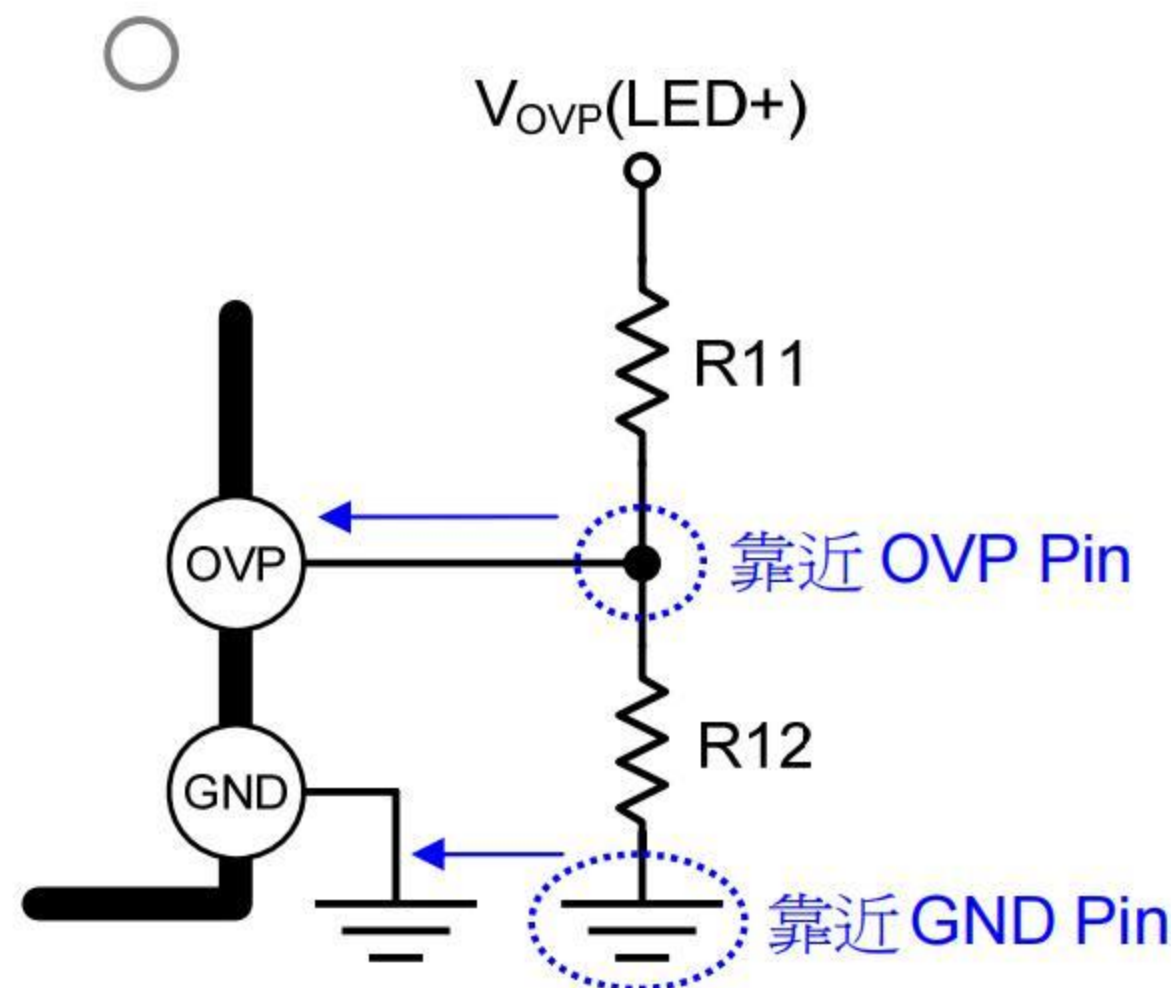 VOVP(LED+)
R11
OVP
靠近 OVP Pin
R12
GND
靠近 GND Pin